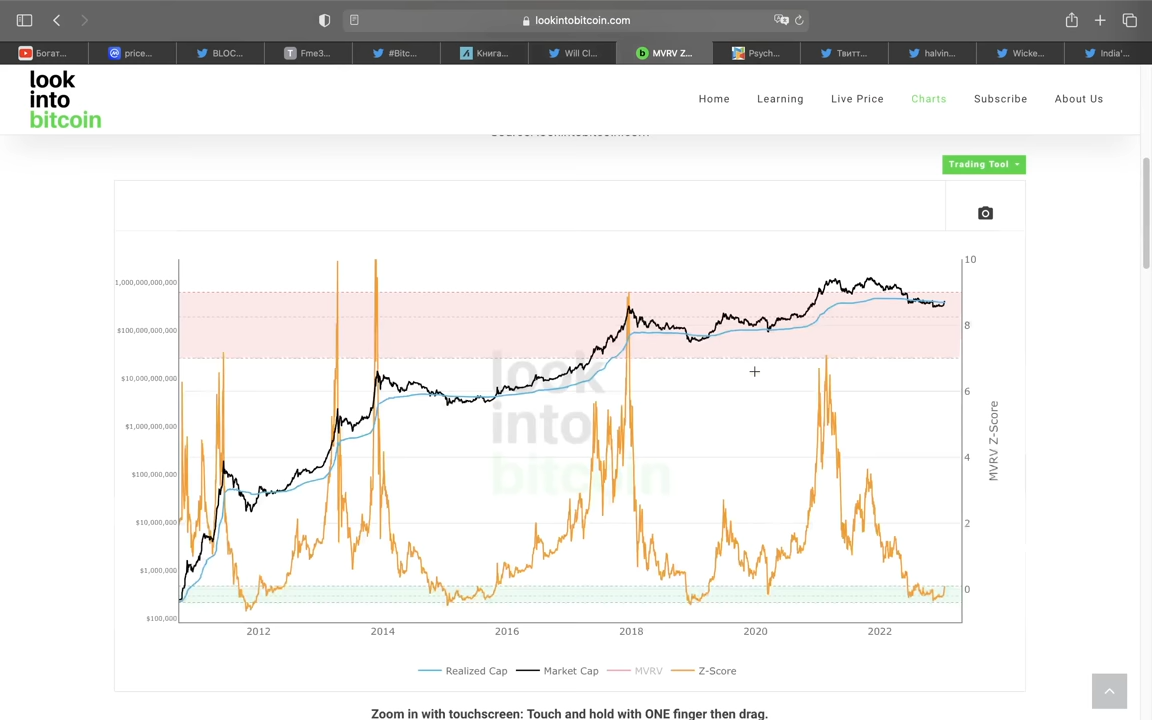 lookintobitcoin.com
Богат...
price...
BLOC...
Fme3...
#Bitc...
Книга...
Will Cl...
MVRV Z...
Psych...
Твитт...
halvin...
Wicke...
India'...
look
into
bitcoin
Home
Learning
Live Price
Charts
Subscribe
About Us
Trading Tool
look
into
bitcoin
1,000,000,000,000
$100,000,000,000
$10,000,000,000
$1,000,000,000
$100,000,000
$10,000,000
$1,000,000
$100,000
10
8
6
4
2
0
MVRV Z-Score
2012 2014 2016 2018 2020 2022
Realized Cap Market Cap MVRV Z-Score
Zoom in with touchscreen: Touch and hold with ONE finger then drag.